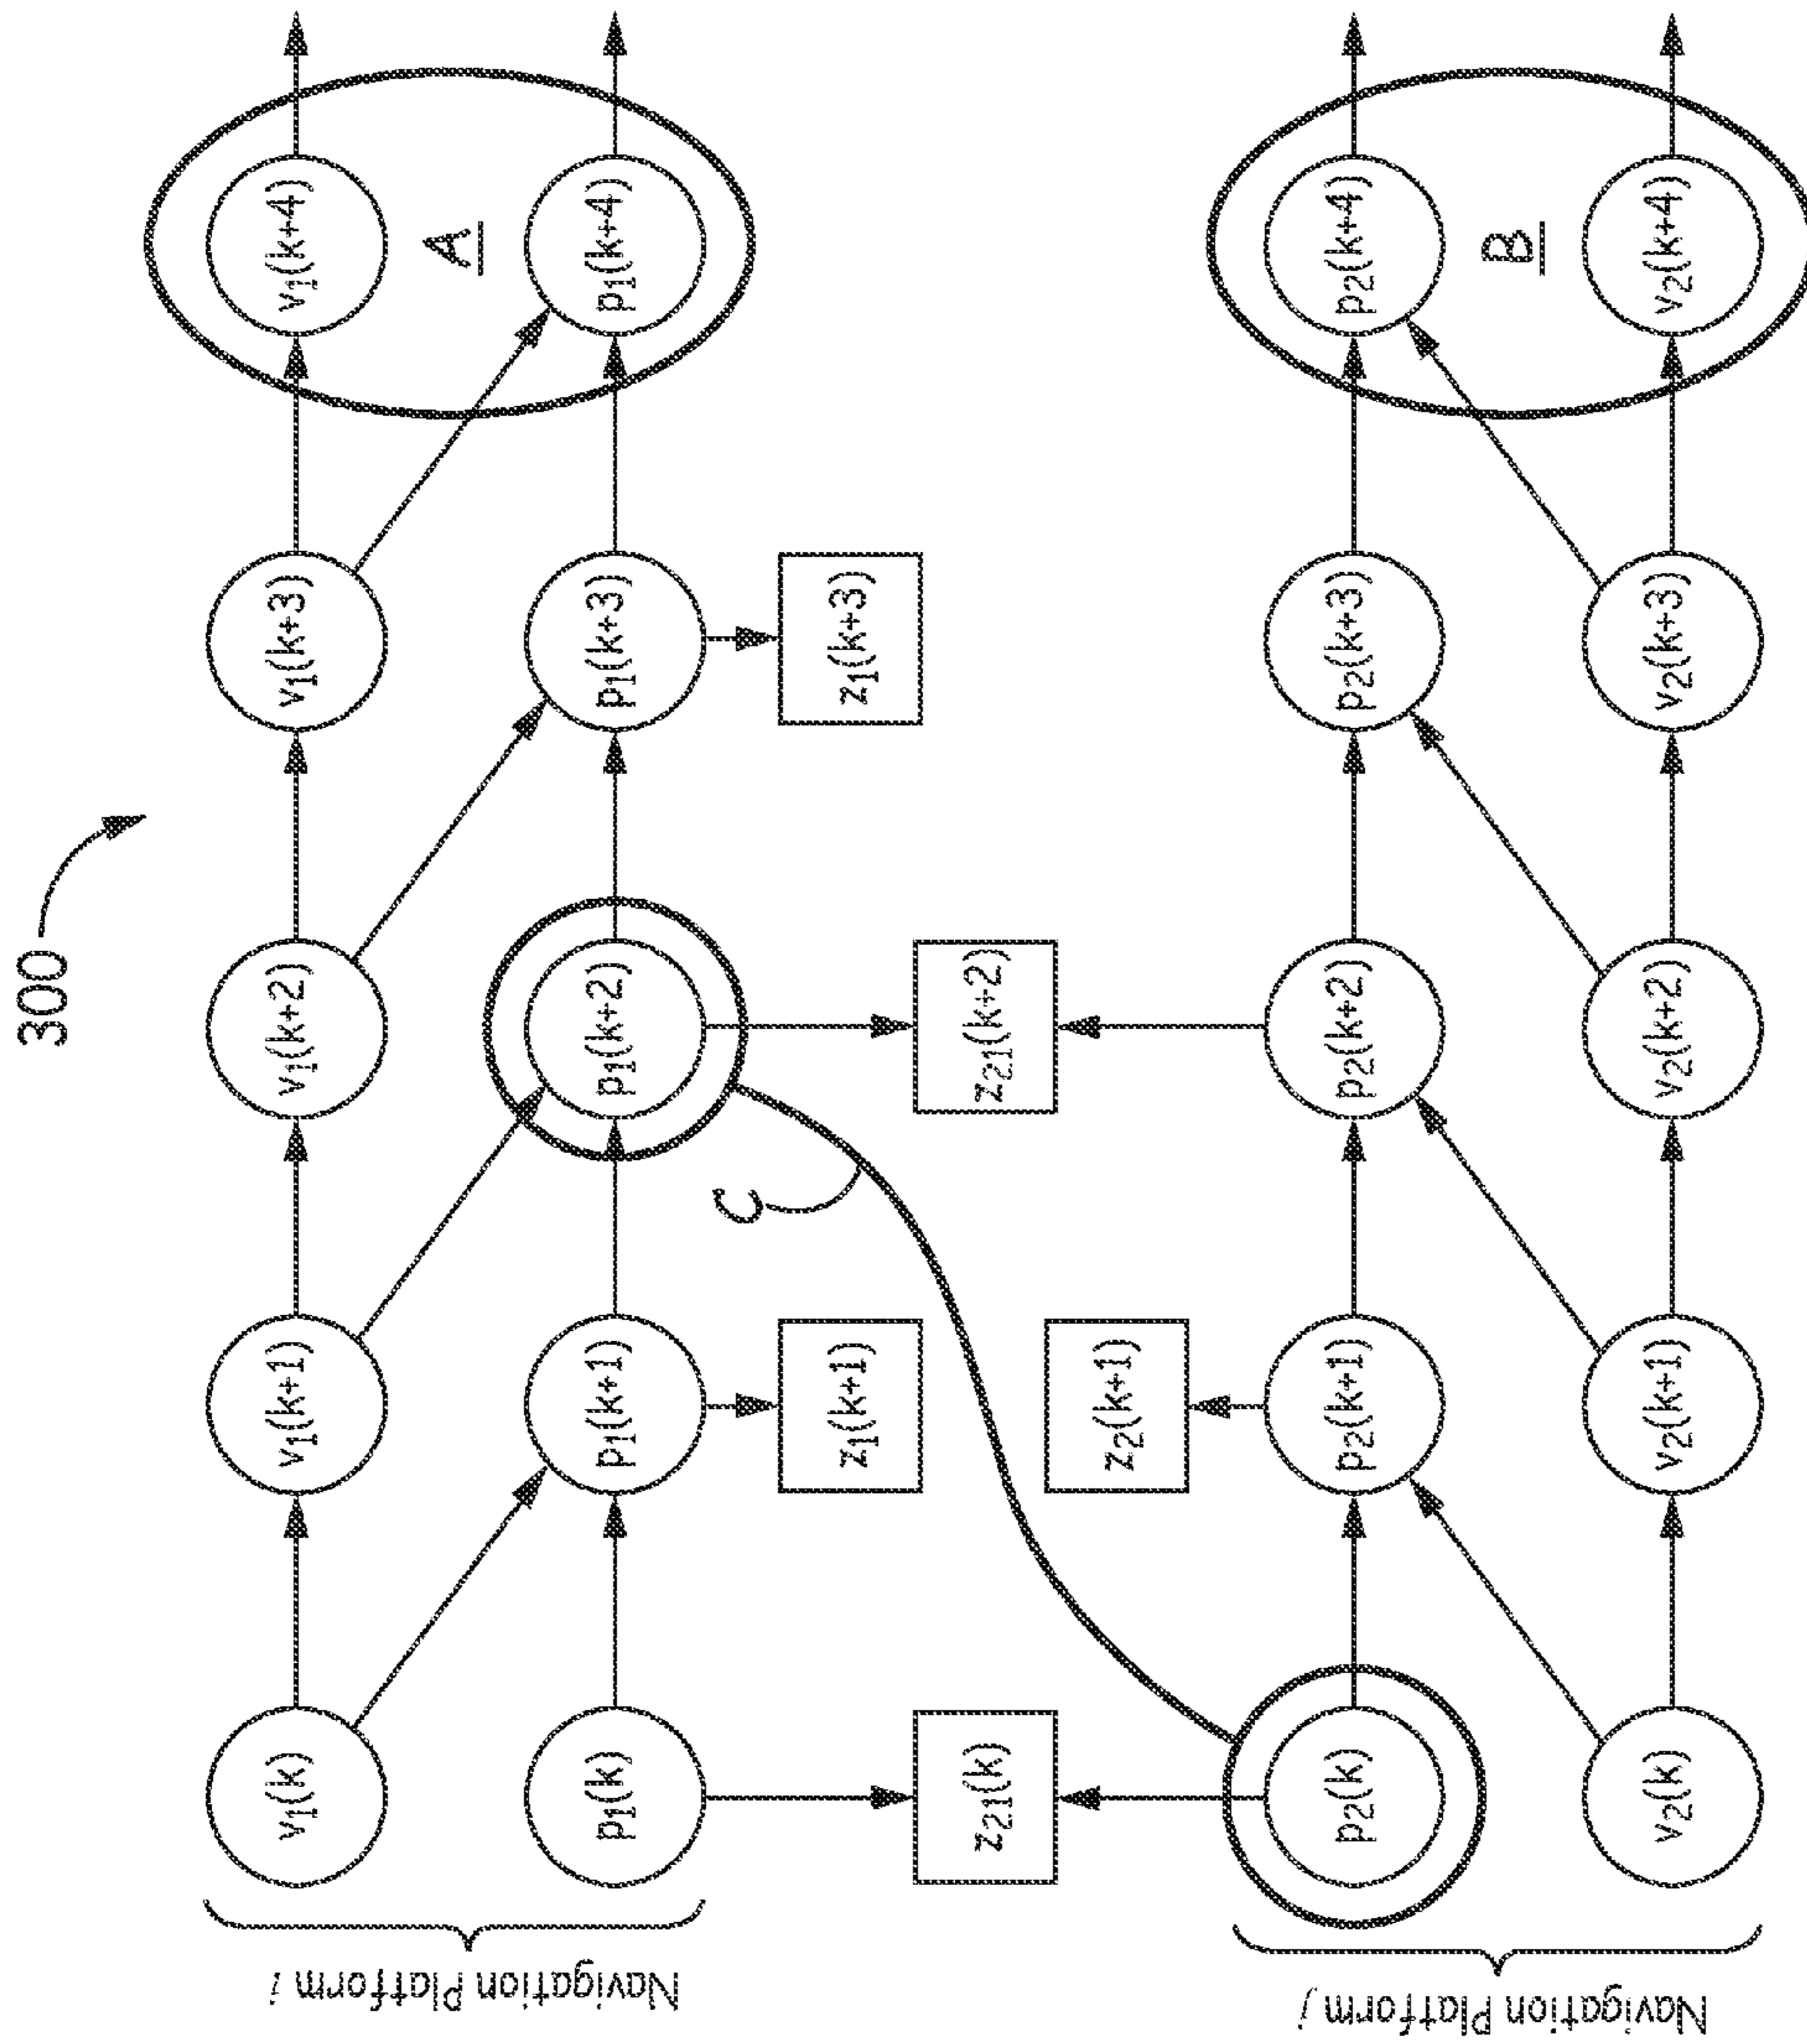 300
Navigation Platform i
v₁(k)
v₁(k+1)
v₁(k+2)
v₁(k+3)
v₁(k+4)
A
p₁(k)
p₁(k+1)
p₁(k+2)
p₁(k+3)
p₁(k+4)
z₁(k+1)
z₁(k+3)
C
z₂₁(k)
z₂₁(k+2)
z₂(k+1)
Navigation Platform j
p₂(k)
p₂(k+1)
p₂(k+2)
p₂(k+3)
p₂(k+4)
B
v₂(k)
v₂(k+1)
v₂(k+2)
v₂(k+3)
v₂(k+4)